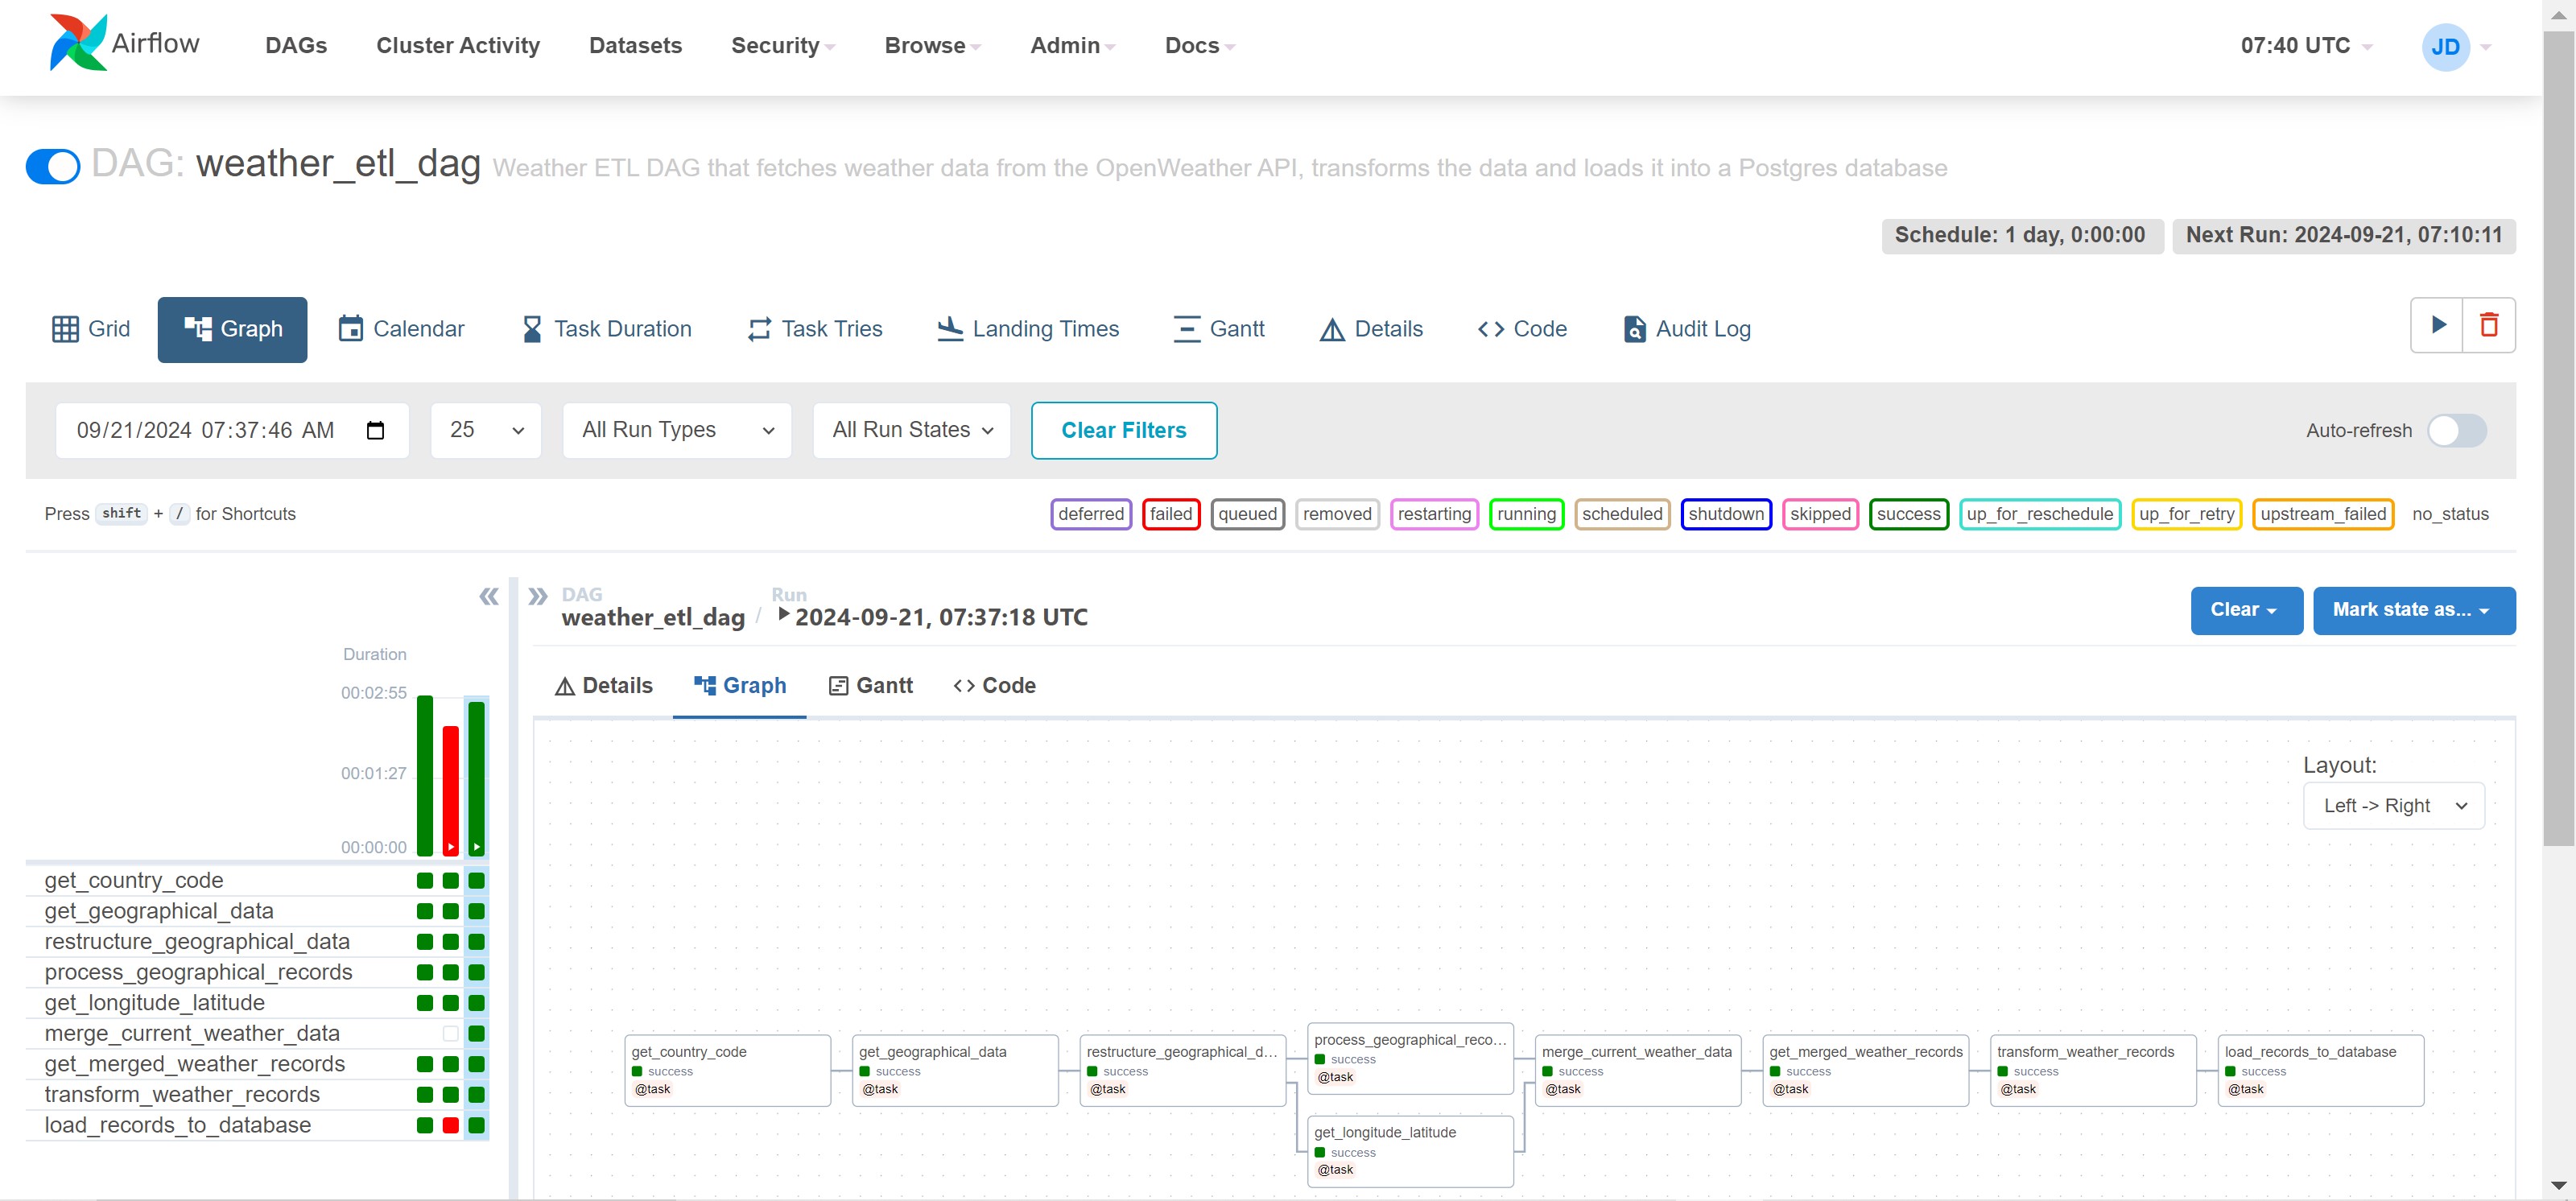 Airflow
DAGs
Cluster Activity
Datasets
Security
Browse
Admin
Docs
07:40 UTC
JD
DAG: weather_etl_dag Weather ETL DAG that fetches weather data from the OpenWeather API, transforms the data and loads it into a Postgres database
Schedule: 1 day, 0:00:00
Next Run: 2024-09-21, 07:10:11
Grid
Graph
Calendar
Task Duration
Task Tries
Landing Times
Gantt
Details
Code
Audit Log
09/21/2024 07:37:46 AM
25
All Run Types
All Run States
Clear Filters
Auto-refresh
Press shift + / for Shortcuts
deferred
failed
queued
removed
restarting
running
scheduled
shutdown
skipped
success
up_for_reschedule
up_for_retry
upstream_failed
no_status
Duration
00:02:55
00:01:27
00:00:00
get_country_code
get_geographical_data
restructure_geographical_data
process_geographical_records
get_longitude_latitude
merge_current_weather_data
get_merged_weather_records
transform_weather_records
load_records_to_database
DAG
weather_etl_dag
/
Run
2024-09-21, 07:37:18 UTC
Clear
Mark state as...
Details
Graph
Gantt
Code
Layout:
Left -> Right
get_country_code
success
@task
get_geographical_data
success
@task
restructure_geographical_d...
success
@task
process_geographical_reco...
success
@task
get_longitude_latitude
success
@task
merge_current_weather_data
success
@task
get_merged_weather_records
success
@task
transform_weather_records
success
@task
load_records_to_database
success
@task